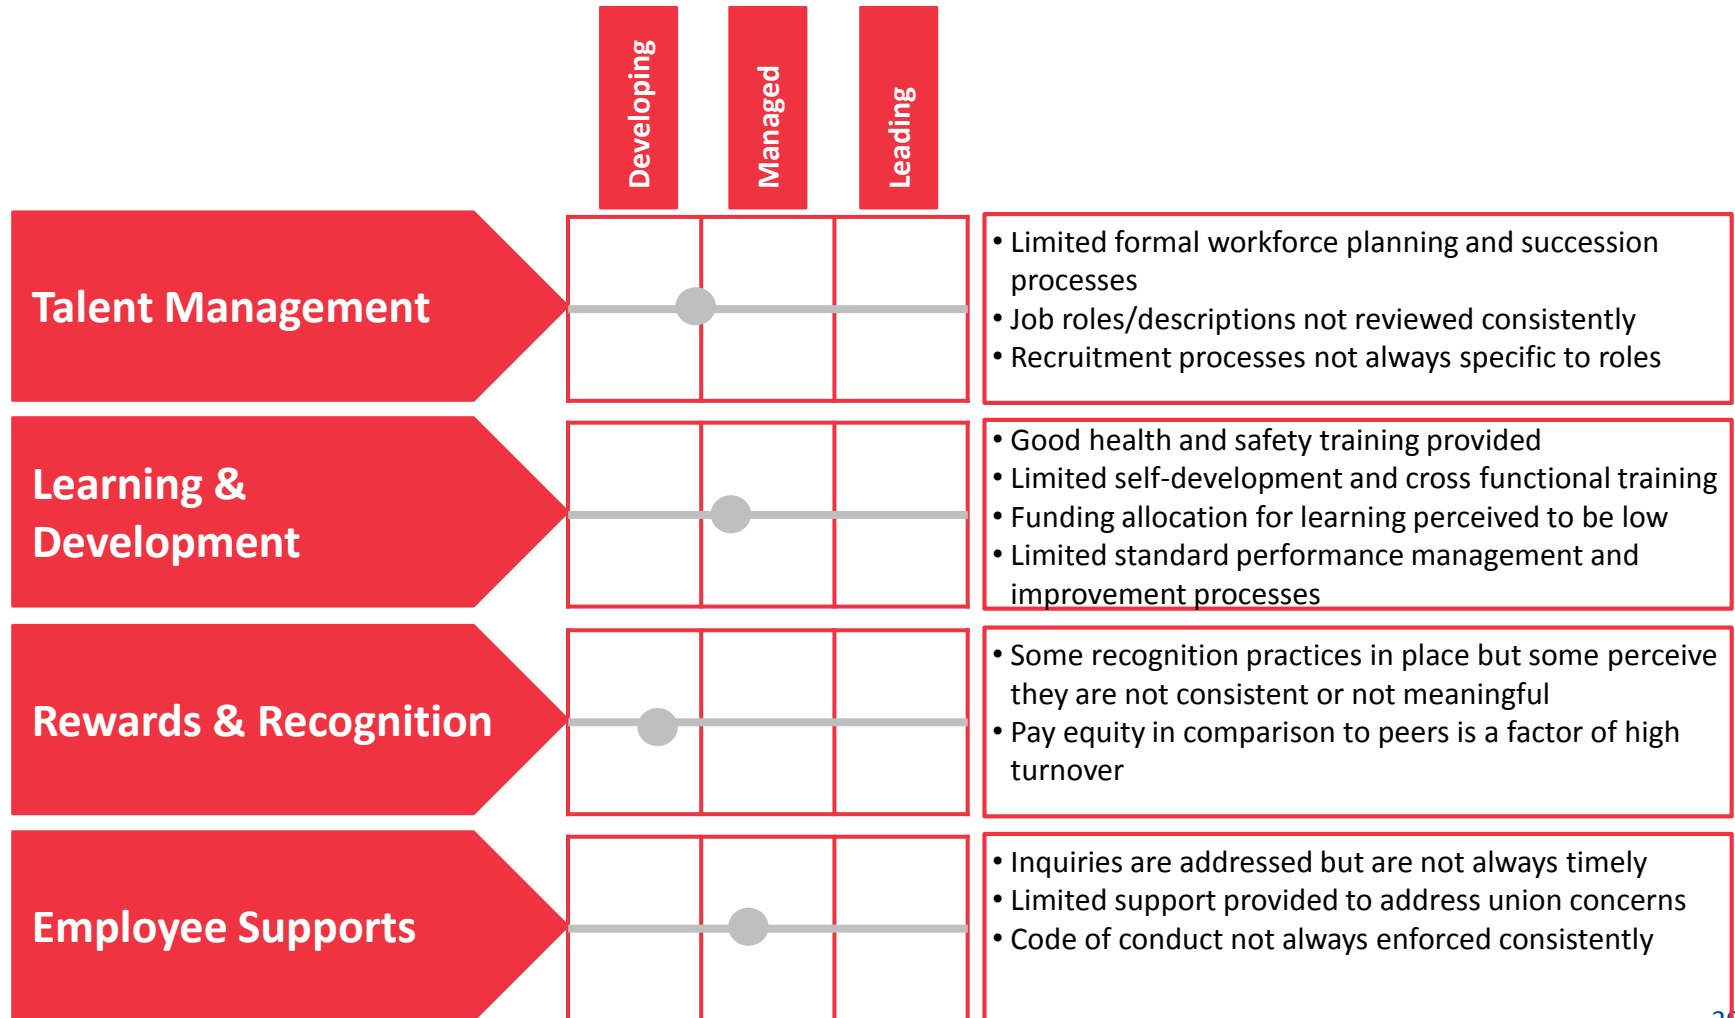 Developing
Managed
Leading
Talent Management
• Limited formal workforce planning and succession
processes
• Job roles/descriptions not reviewed consistently
• Recruitment processes not always specific to roles
Learning &
Development
• Good health and safety training provided
• Limited self-development and cross functional training
• Funding allocation for learning perceived to be low
• Limited standard performance management and
improvement processes
Rewards & Recognition
• Some recognition practices in place but some perceive
they are not consistent or not meaningful
• Pay equity in comparison to peers is a factor of high
turnover
Employee Supports
• Inquiries are addressed but are not always timely
• Limited support provided to address union concerns
• Code of conduct not always enforced consistently